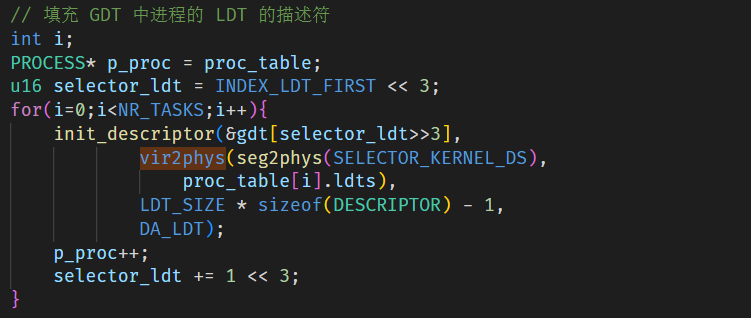 // 填充 GDT 中进程的 LDT 的描述符
int i;
PROCESS* p_proc = proc_table;
u16 selector_ldt = INDEX_LDT_FIRST << 3;
for(i=0;i<NR_TASKS;i++){
    init_descriptor(&gdt[selector_ldt>>3],
            vir2phys(seg2phys(SELECTOR_KERNEL_DS),
                proc_table[i].ldts),
            LDT_SIZE * sizeof(DESCRIPTOR) - 1,
            DA_LDT);
    p_proc++;
    selector_ldt += 1 << 3;
}